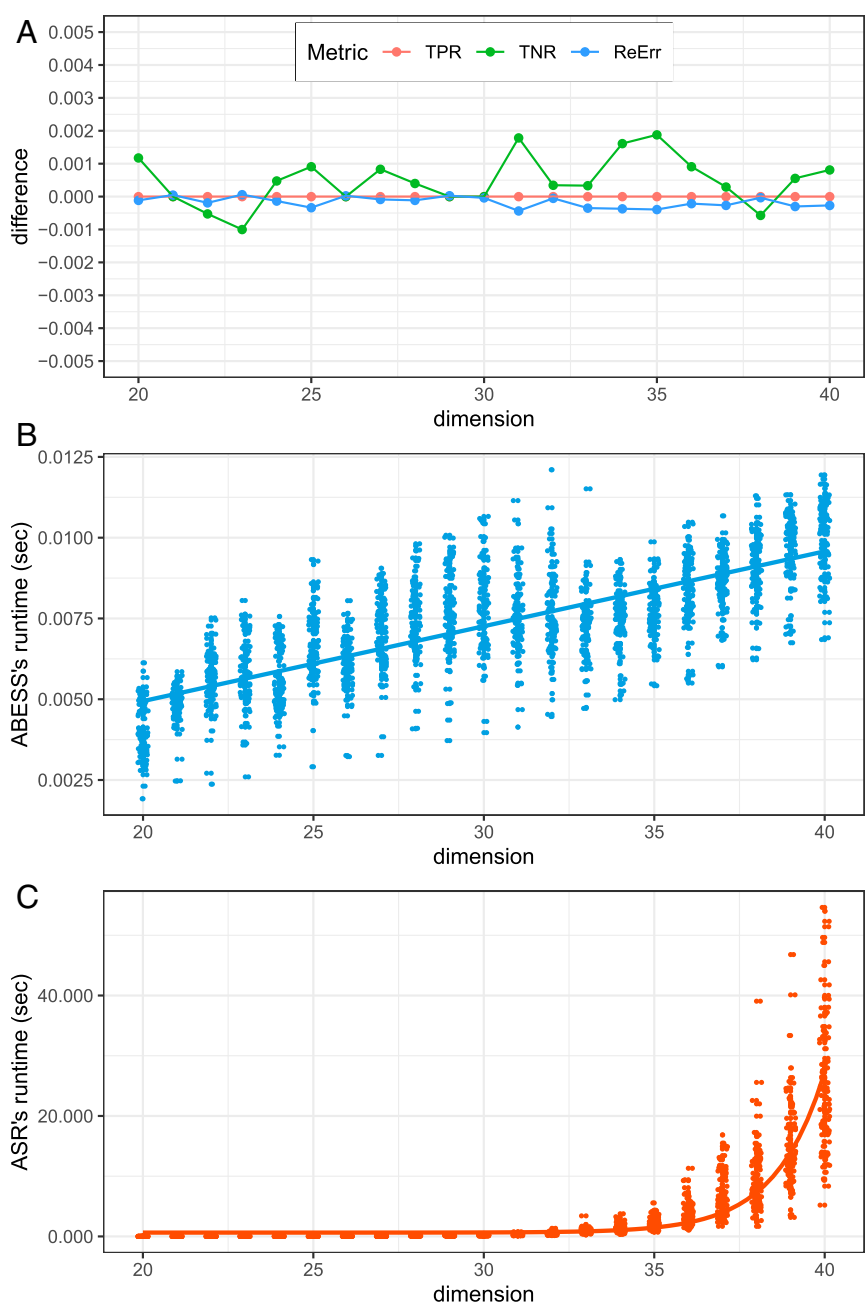 A
Metric TPR TNR ReErr
difference
0.005
0.004
0.003
0.002
0.001
0.000
−0.001
−0.002
−0.003
−0.004
−0.005
20 25 30 35 40
dimension
B
ABESS's runtime (sec)
0.0125
0.0100
0.0075
0.0050
0.0025
20 25 30 35 40
dimension
C
ASR's runtime (sec)
40.000
20.000
0.000
20 25 30 35 40
dimension